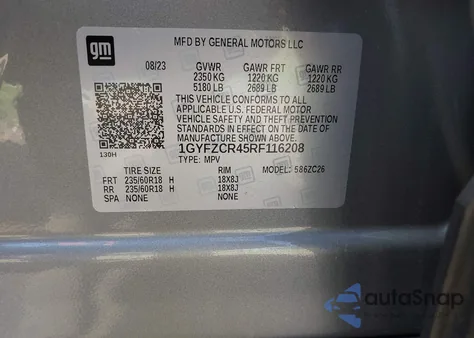 gm
MFD BY GENERAL MOTORS LLC
08/23 GVWR GAWR FRT GAWR RR
2350 KG 1220 KG 1220 KG
5180 LB 2689 LB 2689 LB
THIS VEHICLE CONFORMS TO ALL
APPLICABLE U.S. FEDERAL MOTOR
VEHICLE SAFETY AND THEFT PREVENTION
STANDARDS IN EFFECT ON THE DATE OF
MANUFACTURE SHOWN ABOVE.
1GYFZCR45RF116208
130H TYPE: MPV MODEL: 586ZC26
TIRE SIZE RIM
FRT 235/60R18 H 18X8J
RR 235/60R18 H 18X8J
SPA NONE NONE
autoSnap